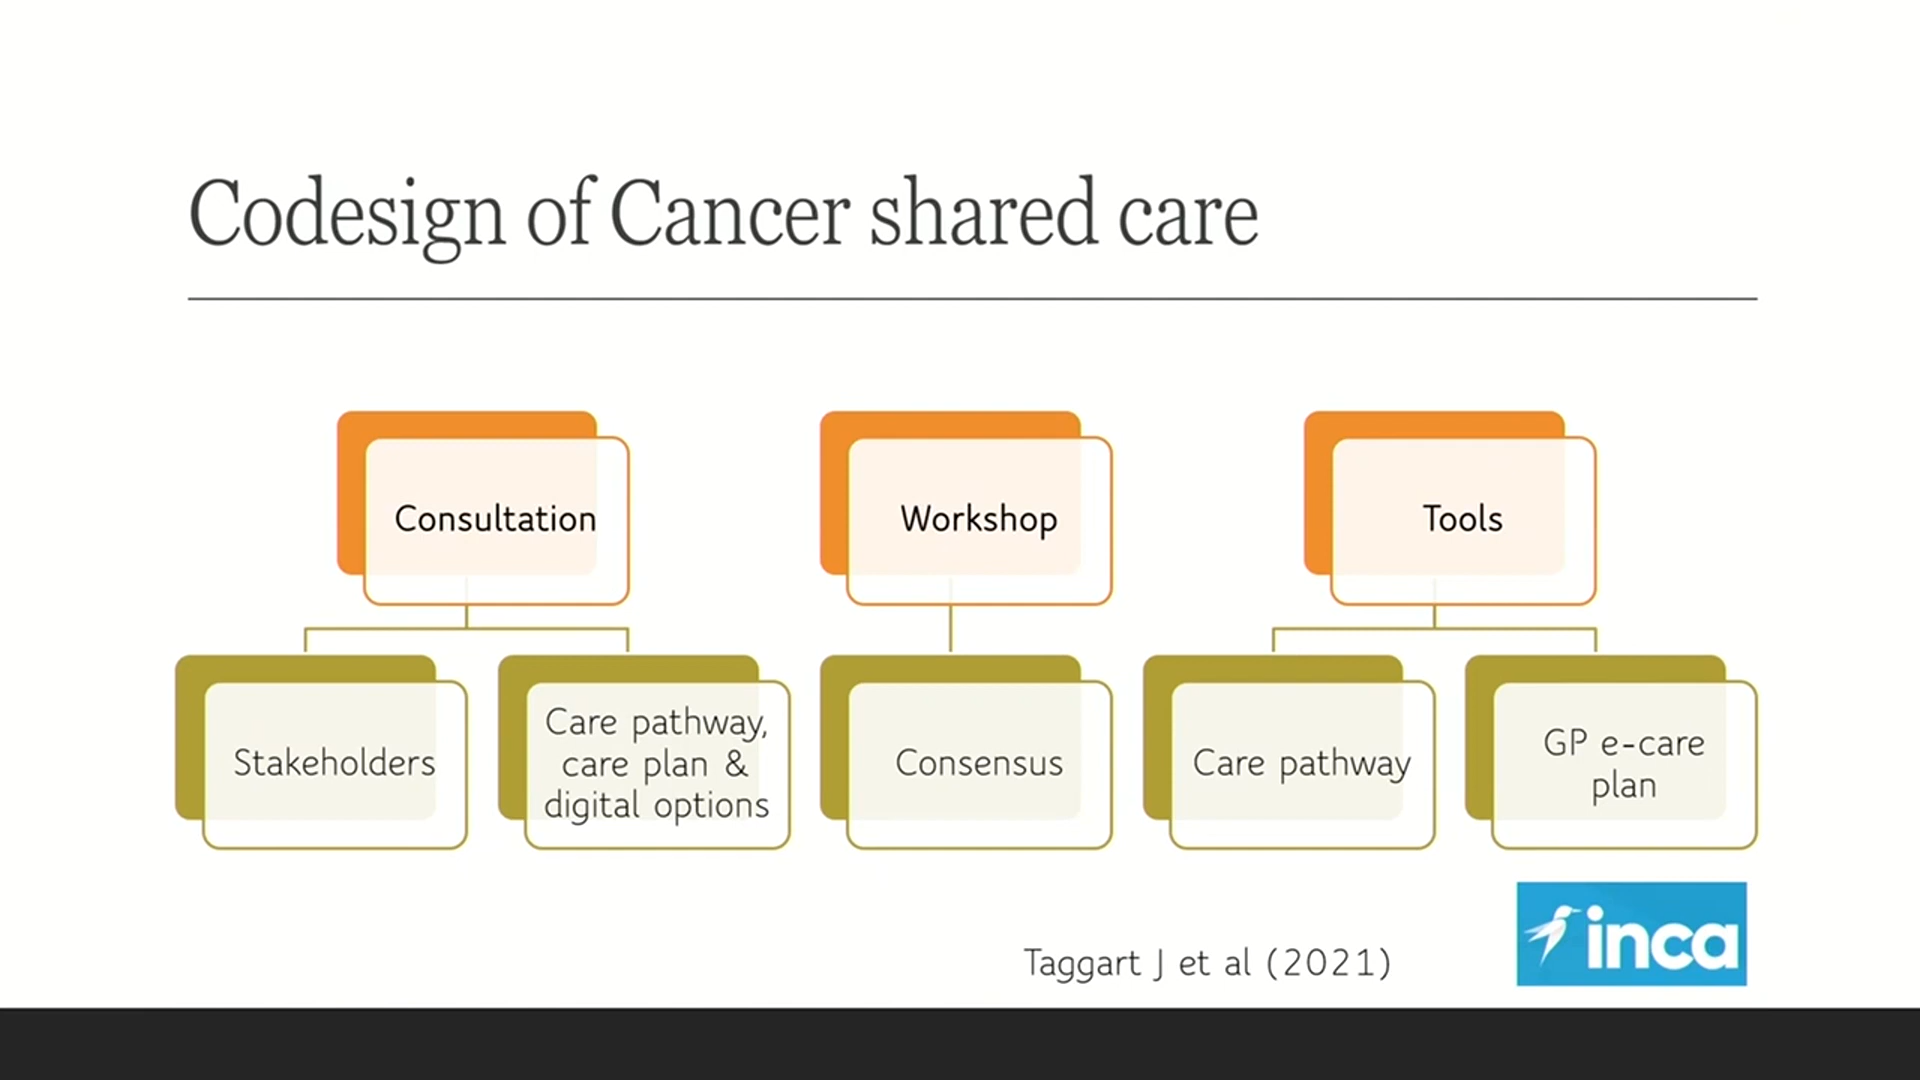 Codesign of Cancer shared care
Consultation
Workshop
Tools
Stakeholders
Care pathway,
care plan &
digital options
Consensus
Care pathway
GP e-care
plan
Taggart J et al (2021)
inca